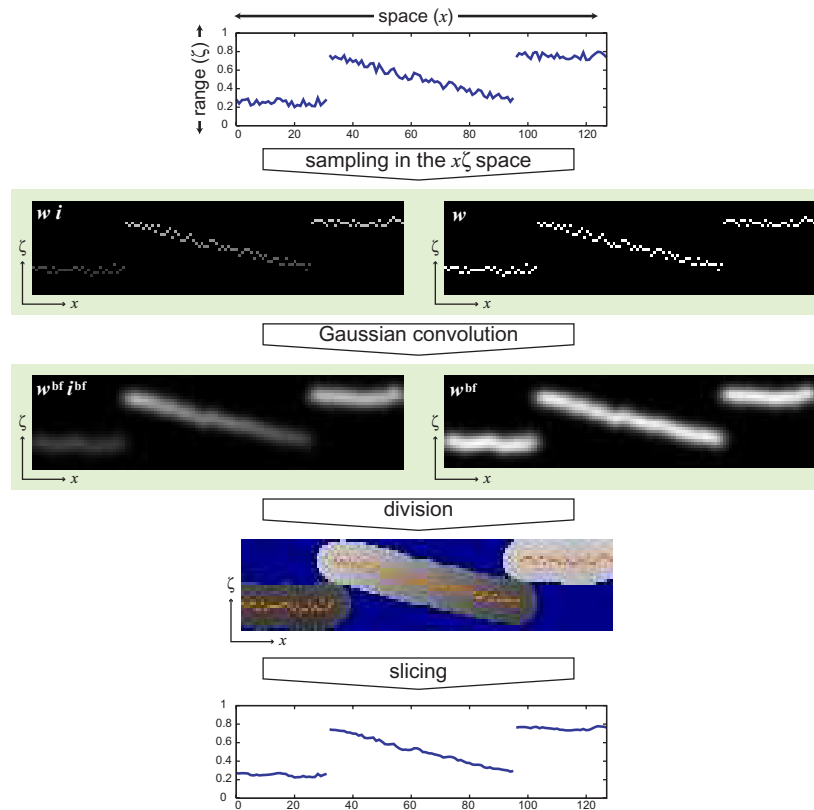 space (x)
range (ζ)
1
0.8
0.6
0.4
0.2
0
0 20 40 60 80 100 120
sampling in the xζ space
w i
ζ
x
w
ζ
x
Gaussian convolution
w^bf i^bf
ζ
x
w^bf
ζ
x
division
ζ
x
slicing
1
0.8
0.6
0.4
0.2
0
0 20 40 60 80 100 120